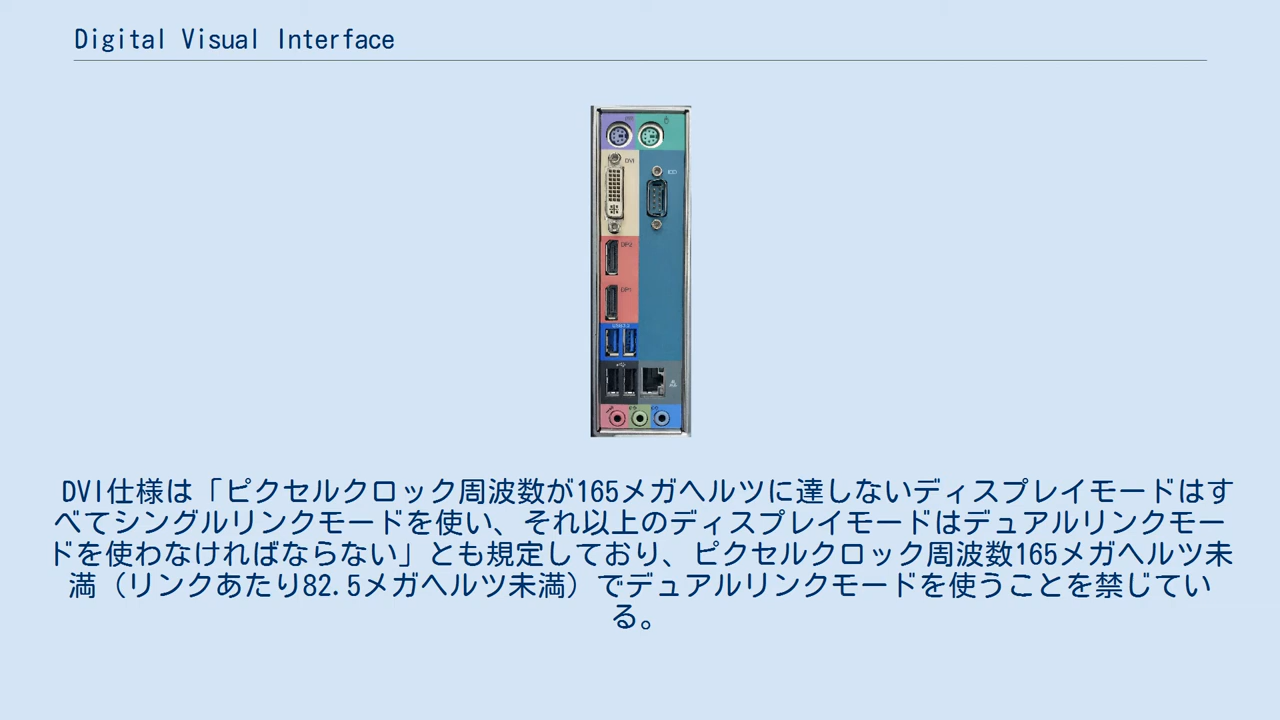 Digital Visual Interface
DVI
DP2
DP1
DVI仕様は「ピクセルクロック周波数が165メガヘルツに達しないディスプレイモードはす
べてシングルリンクモードを使い、それ以上のディスプレイモードはデュアルリンクモー
ドを使わなければならない」とも規定しており、ピクセルクロック周波数165メガヘルツ未
満（リンクあたり82.5メガヘルツ未満）でデュアルリンクモードを使うことを禁じてい
る。